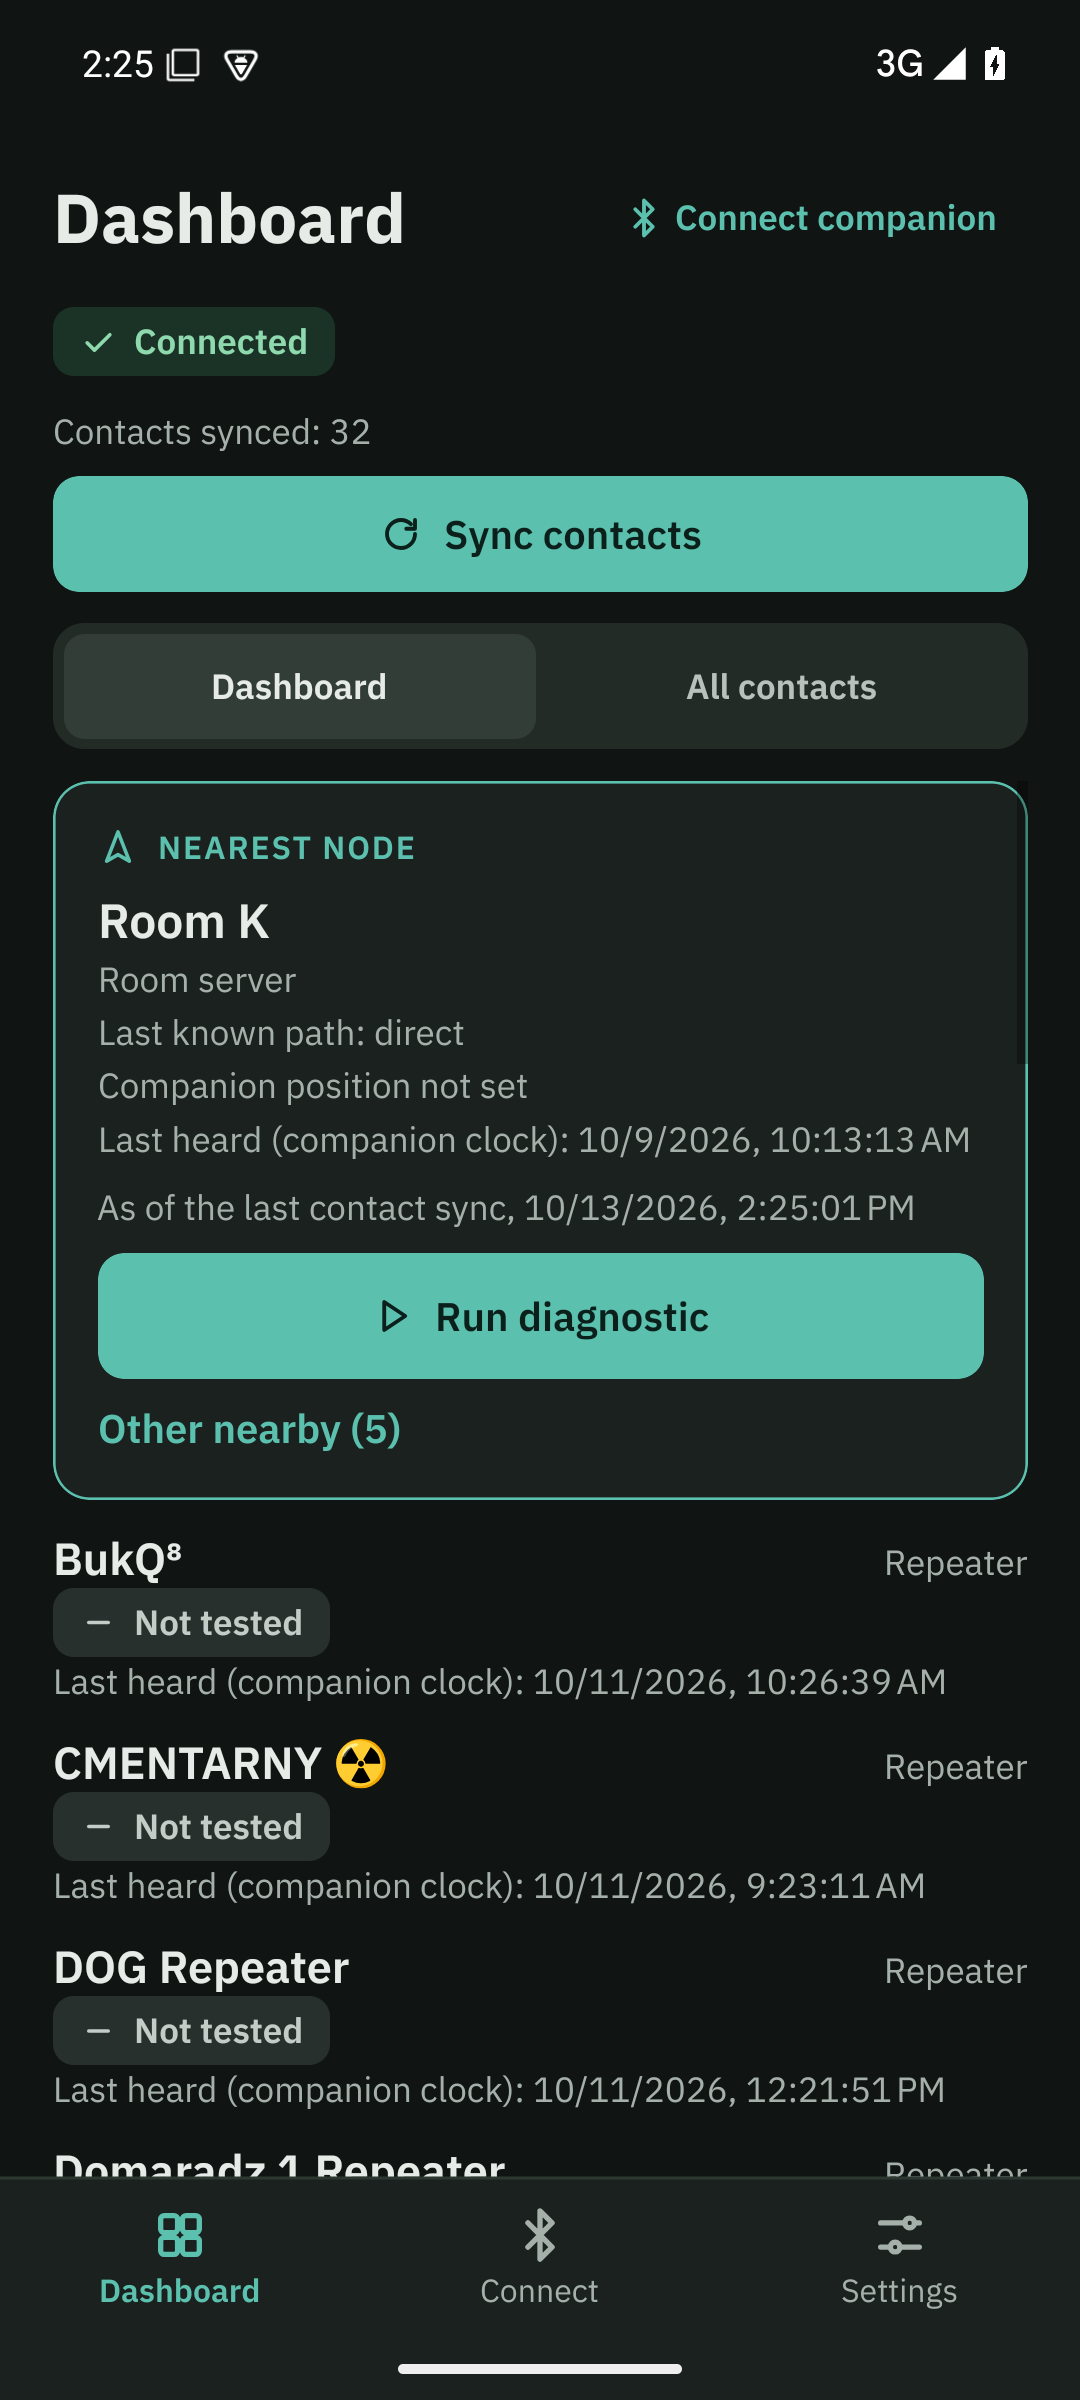 2:25
3G
Dashboard
Connect companion
Connected
Contacts synced: 32
Sync contacts
Dashboard
All contacts
NEAREST NODE
Room K
Room server
Last known path: direct
Companion position not set
Last heard (companion clock): 10/9/2026, 10:13:13 AM
As of the last contact sync, 10/13/2026, 2:25:01 PM
Run diagnostic
Other nearby (5)
BukQ⁸
Repeater
Not tested
Last heard (companion clock): 10/11/2026, 10:26:39 AM
CMENTARNY ☢️
Repeater
Not tested
Last heard (companion clock): 10/11/2026, 9:23:11 AM
DOG Repeater
Repeater
Not tested
Last heard (companion clock): 10/11/2026, 12:21:51 PM
Domaradz 1 Repeater
Repeater
Dashboard
Connect
Settings